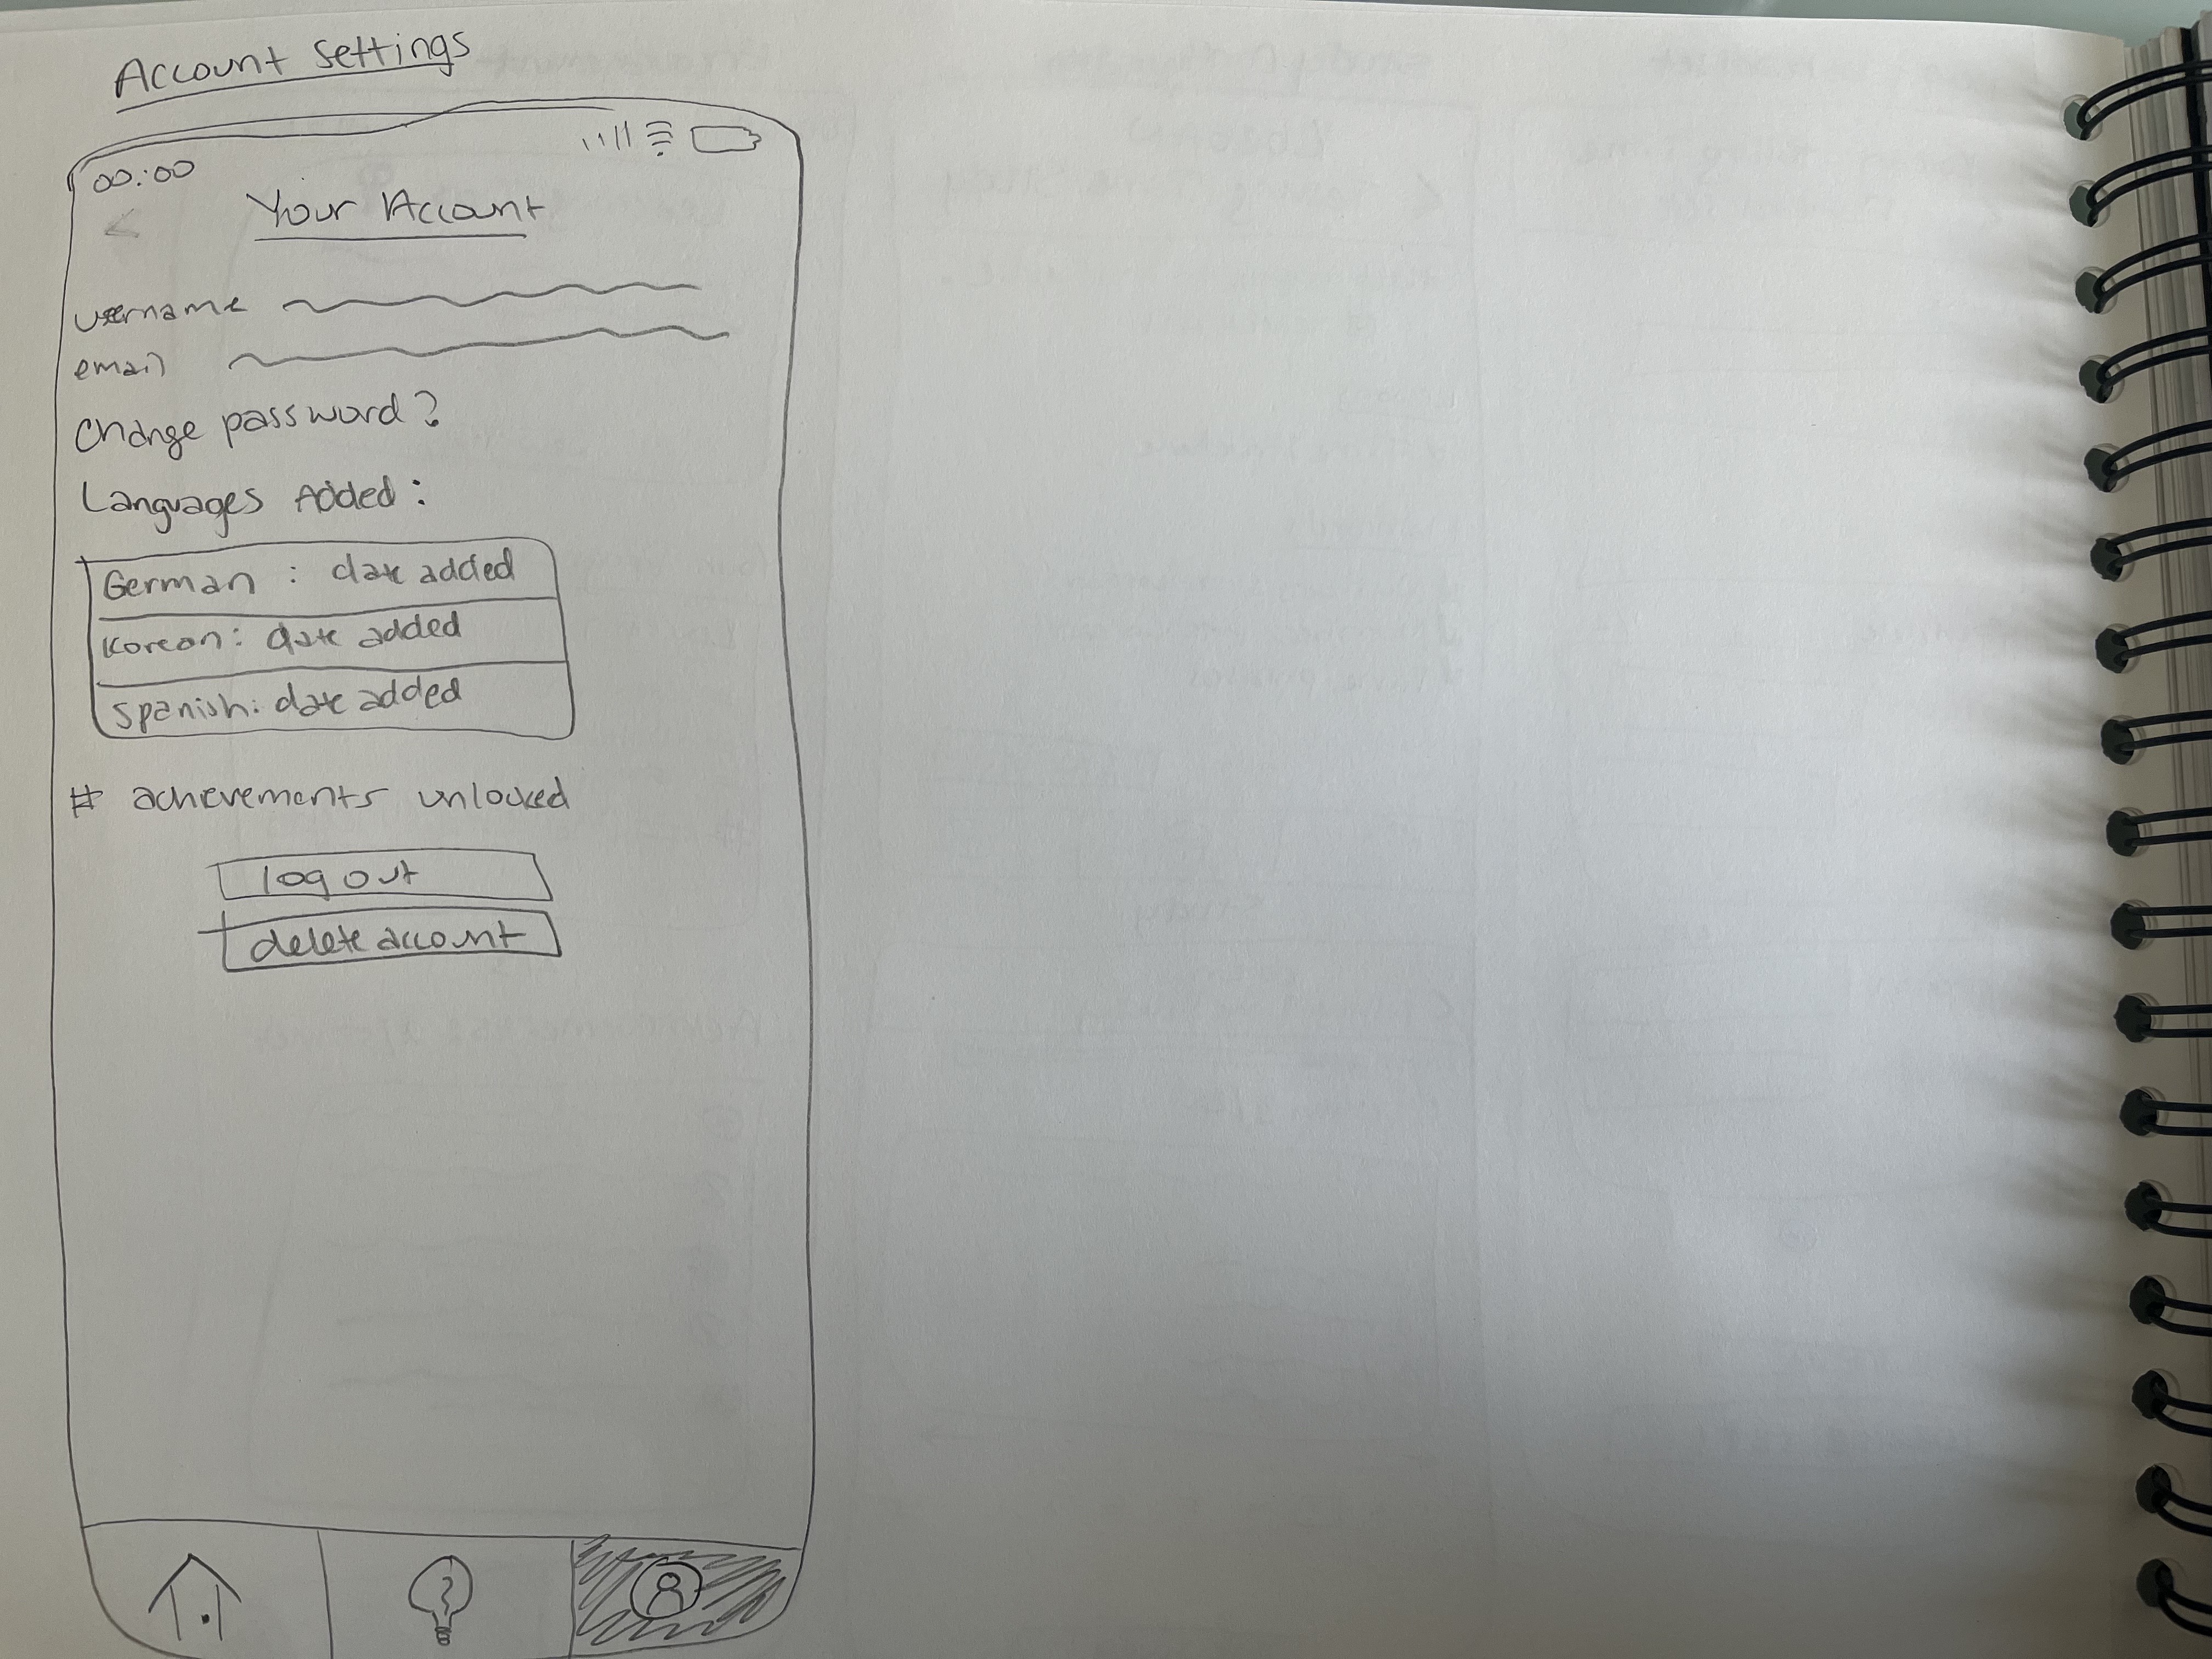 Account Settings
00:00
<
Your Account
username
email
Change password?
Languages Added:
German : date added
Korean: date added
Spanish: date added
# achievements unlocked
log out
delete account